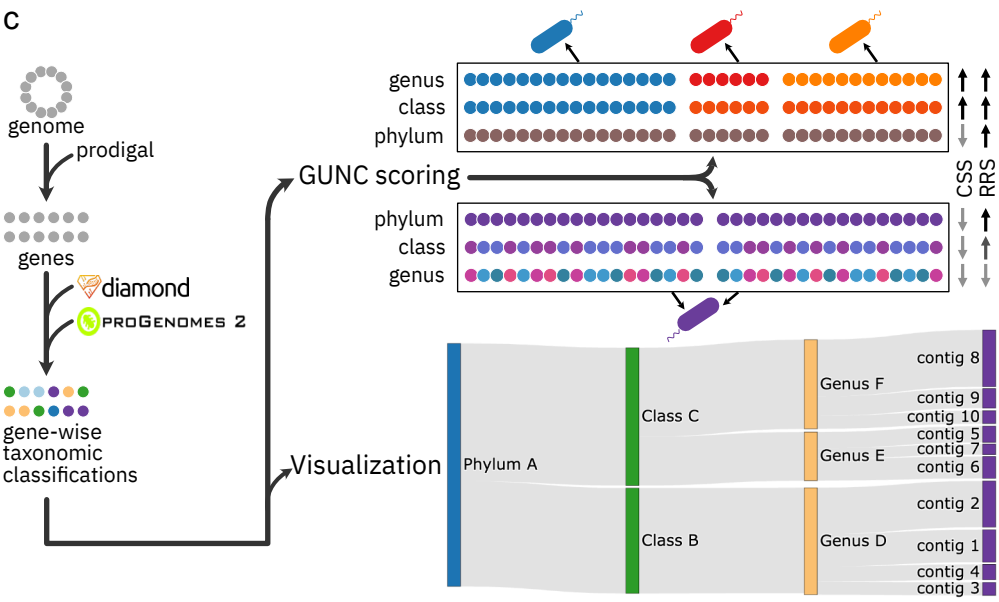 c
genome
prodigal
genes
diamond
proGenomes 2
gene-wise
taxonomic
classifications
GUNC scoring
Visualization
genus
class
phylum
CSS
RRS
phylum
class
genus
Phylum A
Class C
Class B
Genus F
Genus E
Genus D
contig 8
contig 9
contig 10
contig 5
contig 7
contig 6
contig 2
contig 1
contig 4
contig 3